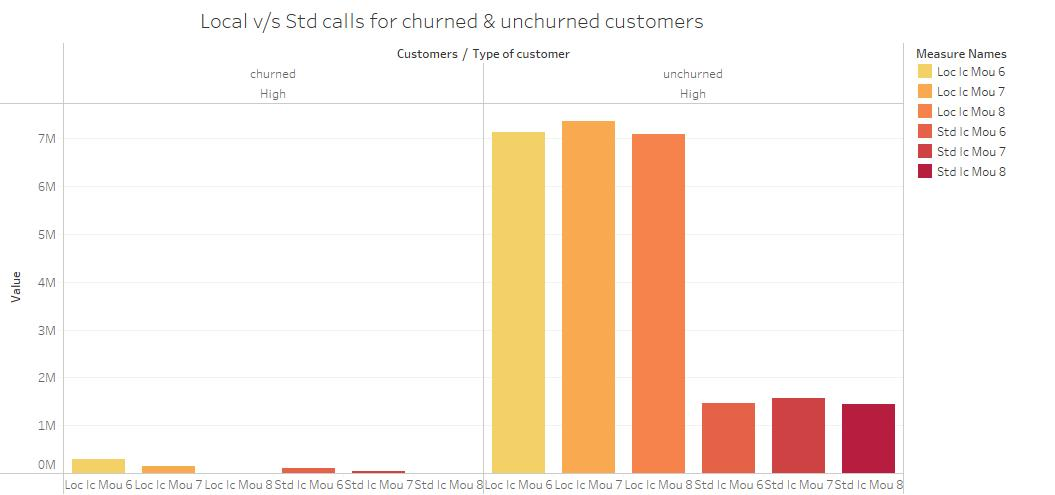 Local v/s Std calls for churned & unchurned customers
Customers / Type of customer
churned
unchurned
High
High
Measure Names
Loc Ic Mou 6
Loc Ic Mou 7
Loc Ic Mou 8
Std Ic Mou 6
Std Ic Mou 7
Std Ic Mou 8
Value
7M
6M
5M
4M
3M
2M
1M
0M
Loc Ic Mou 6 Loc Ic Mou 7 Loc Ic Mou 8 Std Ic Mou 6 Std Ic Mou 7 Std Ic Mou 8 Loc Ic Mou 6 Loc Ic Mou 7 Loc Ic Mou 8 Std Ic Mou 6 Std Ic Mou 7 Std Ic Mou 8